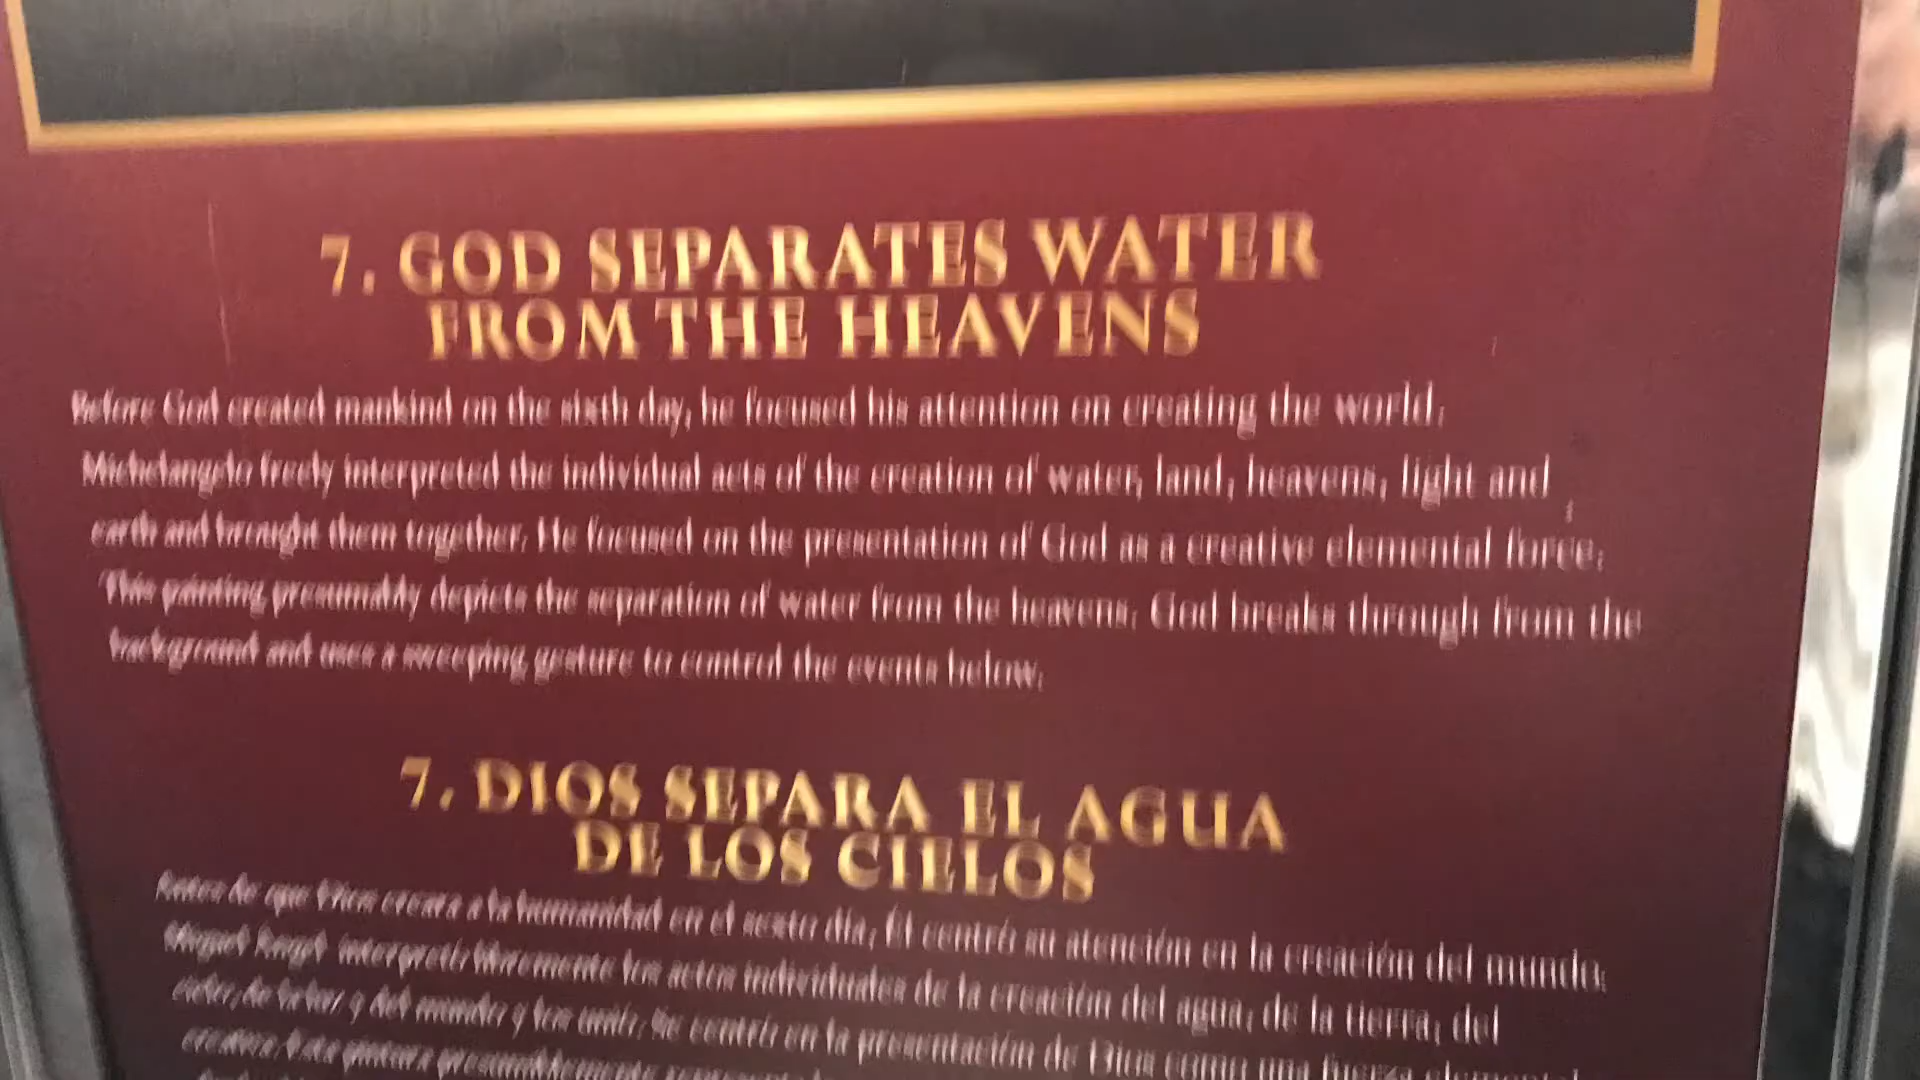 7. GOD SEPARATES WATER
FROM THE HEAVENS
Before God created mankind on the sixth day, he focused his attention on creating the world.
Michelangelo freely interpreted the individual acts of the creation of water, land, heavens, light and
earth and brought them together. He focused on the presentation of God as a creative elemental force.
This painting presumably depicts the separation of water from the heavens. God breaks through from the
background and uses a sweeping gesture to control the events below.
7. DIOS SEPARA EL AGUA
DE LOS CIELOS
Antes de que Dios creara a la humanidad en el sexto día, Él centró su atención en la creación del mundo.
Miguel Ángel interpretó libremente los actos individuales de la creación del agua, de la tierra, del
cielo, y del mundo y los unió. Se centró en la presentación de Dios como una fuerza elemental
creativa.